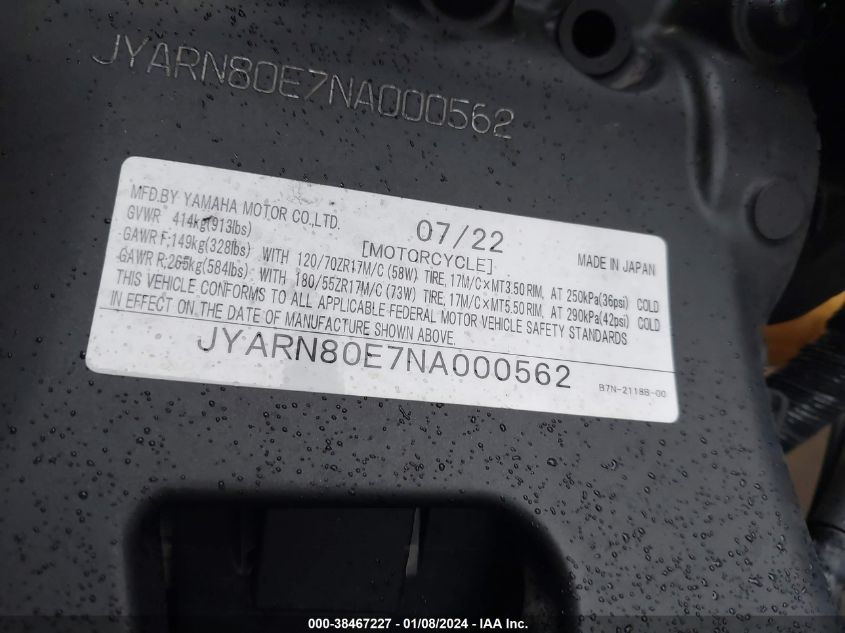 JYARN80E7NA000562
MFD.BY YAMAHA MOTOR CO.,LTD. 07/22 MADE IN JAPAN
GVWR 414kg(913lbs) [MOTORCYCLE]
GAWR F:149kg(328lbs) WITH 120/70ZR17M/C (58W) TIRE, 17M/C×MT3.50 RIM, AT 250kPa(36psi) COLD
GAWR R:265kg(584lbs) WITH 180/55ZR17M/C (73W) TIRE, 17M/C×MT5.50 RIM, AT 290kPa(42psi) COLD
THIS VEHICLE CONFORMS TO ALL APPLICABLE FEDERAL MOTOR VEHICLE SAFETY STANDARDS
IN EFFECT ON THE DATE OF MANUFACTURE SHOWN ABOVE.
JYARN80E7NA000562 B7N-2118B-00
000-38467227 - 01/08/2024 - IAA Inc.